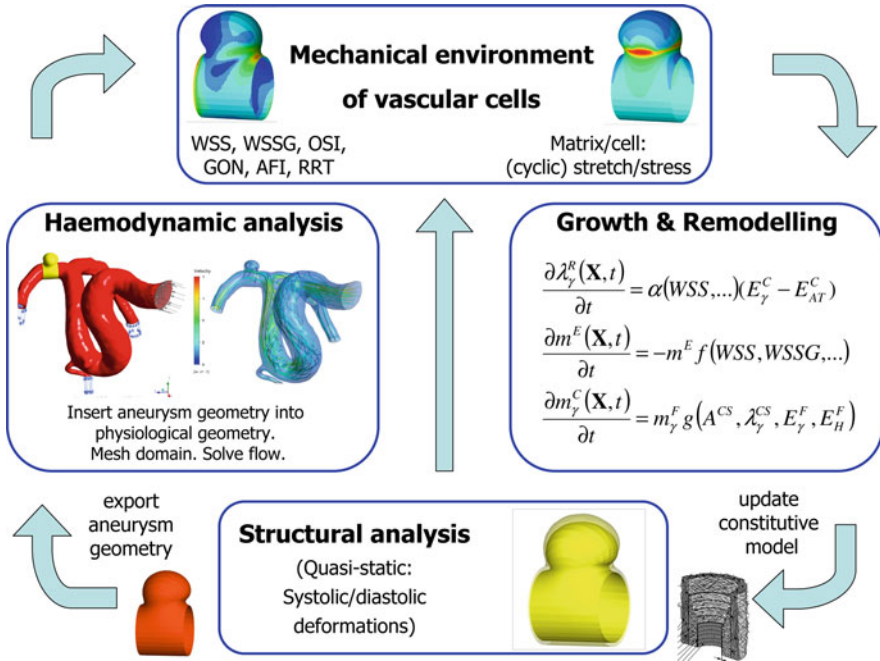 Mechanical environment
of vascular cells
WSS, WSSG, OSI,
GON, AFI, RRT
Matrix/cell:
(cyclic) stretch/stress
Haemodynamic analysis
Velocity
Insert aneurysm geometry into
physiological geometry.
Mesh domain. Solve flow.
Growth & Remodelling
∂λ_γ^R(X,t)/∂t = α(WSS,...)(E_γ^C − E_AT^C)
∂m^E(X,t)/∂t = −m^E f(WSS,WSSG,...)
∂m_γ^C(X,t)/∂t = m_γ^F g(A^CS, λ_γ^CS, E_γ^F, E_H^F)
export
aneurysm
geometry
Structural analysis
(Quasi-static:
Systolic/diastolic
deformations)
update
constitutive
model